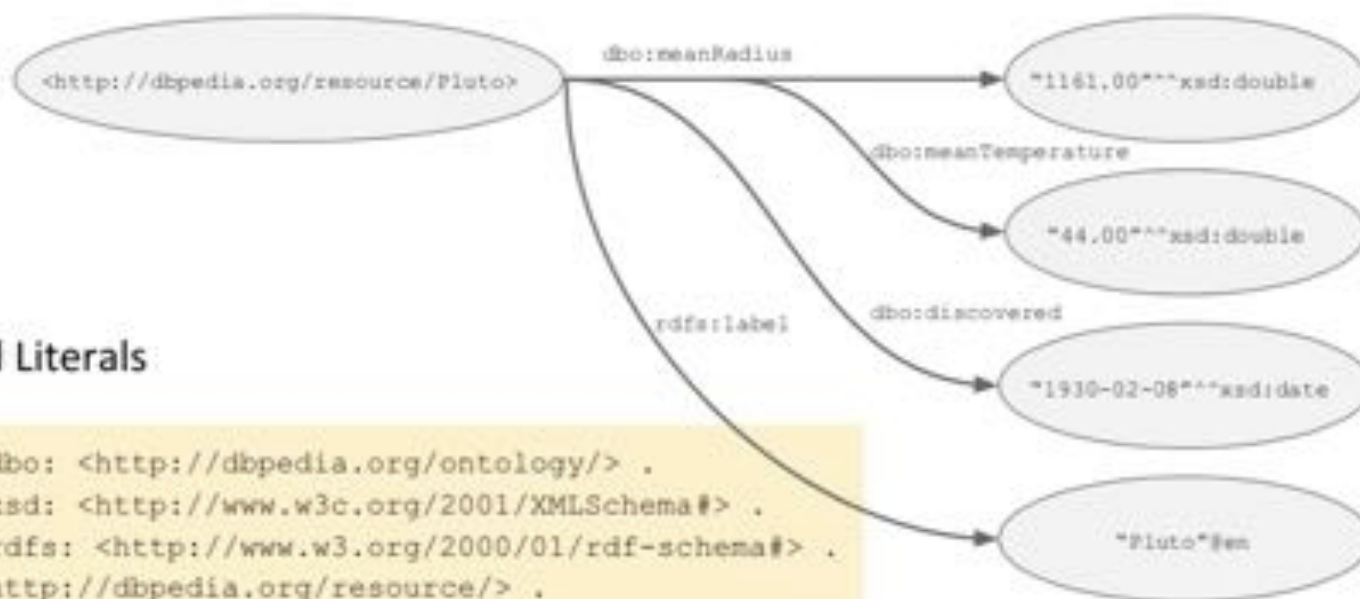 dbo:meanRadius
<http://dbpedia.org/resource/Pluto>
"1161.00"^^xsd:double
dbo:meanTemperature
"44.00"^^xsd:double
dbo:discovered
rdfs:label
Literals
"1930-02-08"^^xsd:date
dbo: <http://dbpedia.org/ontology/> .
xsd: <http://www.w3c.org/2001/XMLSchema#> .
rdfs: <http://www.w3.org/2000/01/rdf-schema#> .
"Pluto"@en
http://dbpedia.org/resource/> .